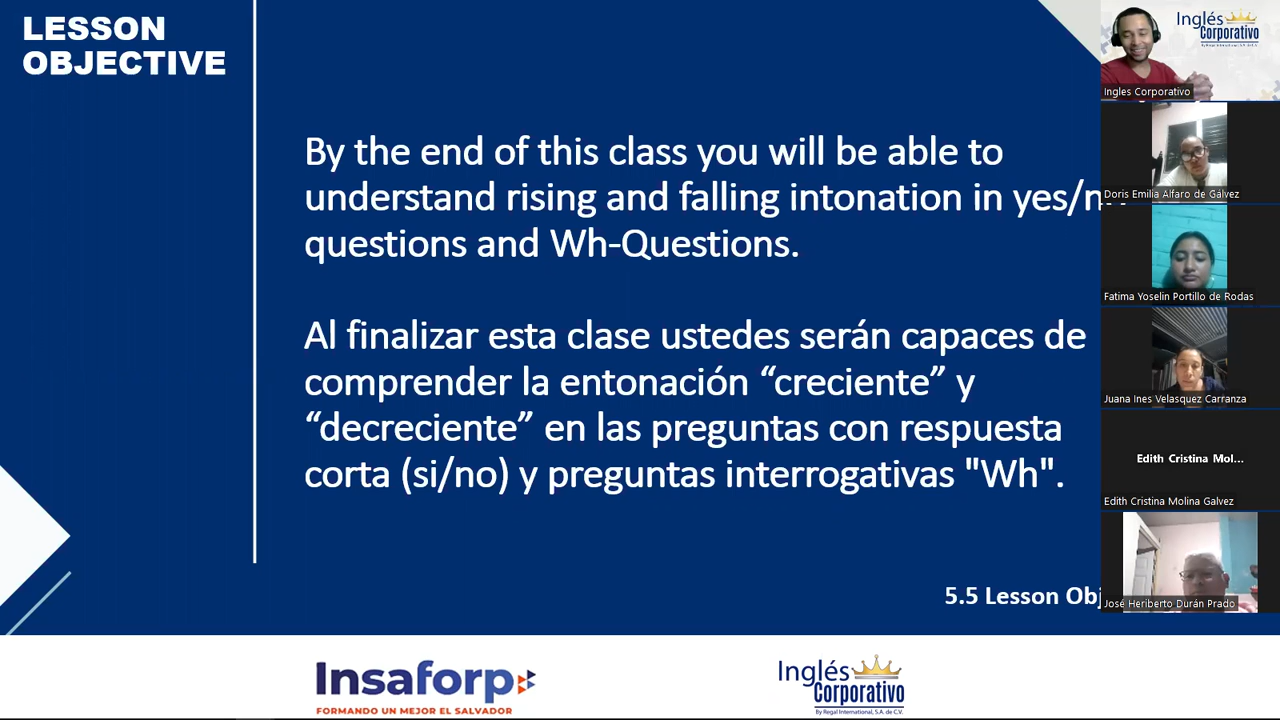 LESSON
OBJECTIVE
By the end of this class you will be able to
understand rising and falling intonation in yes/n
questions and Wh-Questions.
Al finalizar esta clase ustedes serán capaces de
comprender la entonación “creciente” y
“decreciente” en las preguntas con respuesta
corta (si/no) y preguntas interrogativas "Wh".
5.5 Lesson Obj
Insaforp
FORMANDO UN MEJOR EL SALVADOR
Inglés
Corporativo
By Regal International, S.A. de C.V.
Inglés
Corporativo
By Regal International, S.A. de C.V.
Ingles Corporativo
Doris Emilia Alfaro de Gálvez
Fatima Yoselin Portillo de Rodas
Juana Ines Velasquez Carranza
Edith Cristina Mol...
Edith Cristina Molina Galvez
José Heriberto Durán Prado